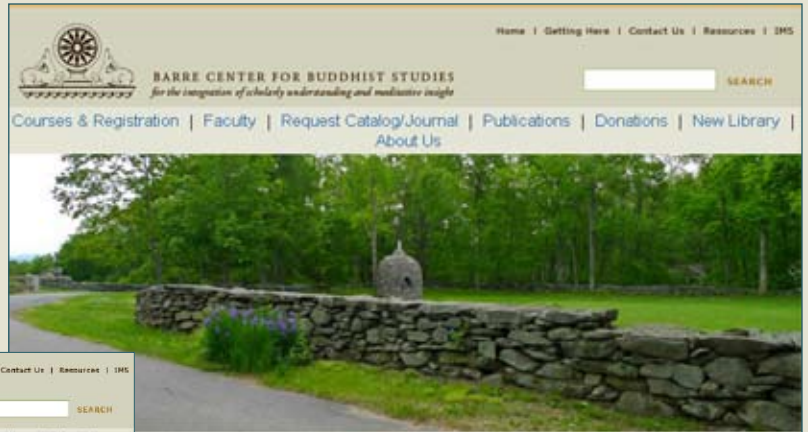 Home | Getting Here | Contact Us | Resources | IMS
BARRE CENTER FOR BUDDHIST STUDIES
for the integration of scholarly understanding and meditative insight
SEARCH
Courses & Registration | Faculty | Request Catalog/Journal | Publications | Donations | New Library |
About Us
Contact Us | Resources | IMS
SEARCH